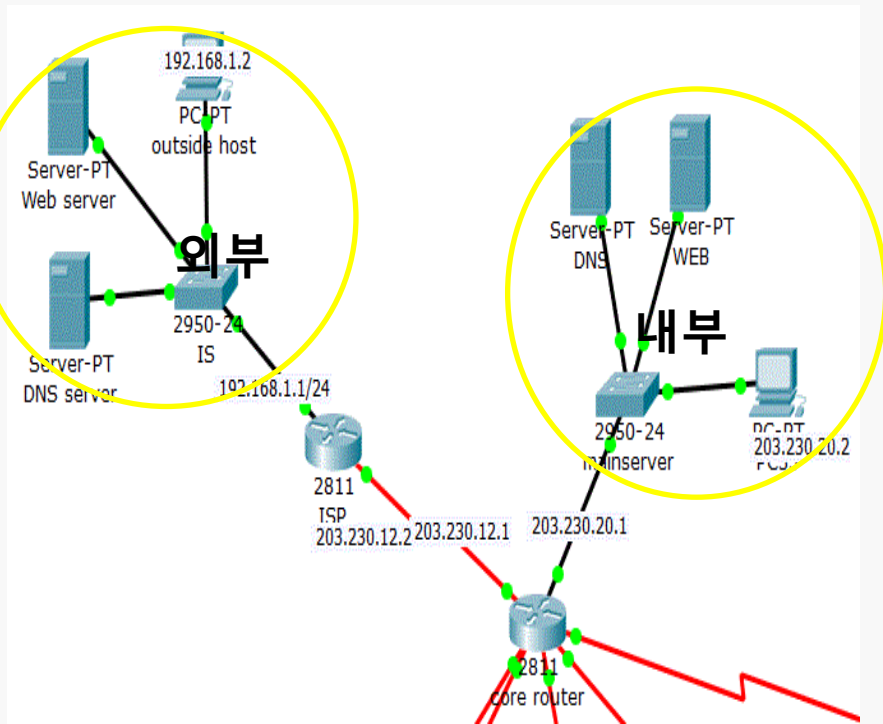 192.168.1.2
PC-PT
outside host
Server-PT
Web server
외부
2950-24
IS
Server-PT
DNS server
192.168.1.1/24
2811
ISP
203.230.12.2
203.230.12.1
203.230.20.1
Server-PT
DNS
Server-PT
WEB
내부
2950-24
mainserver
PC-PT
203.230.20.2
2811
core router